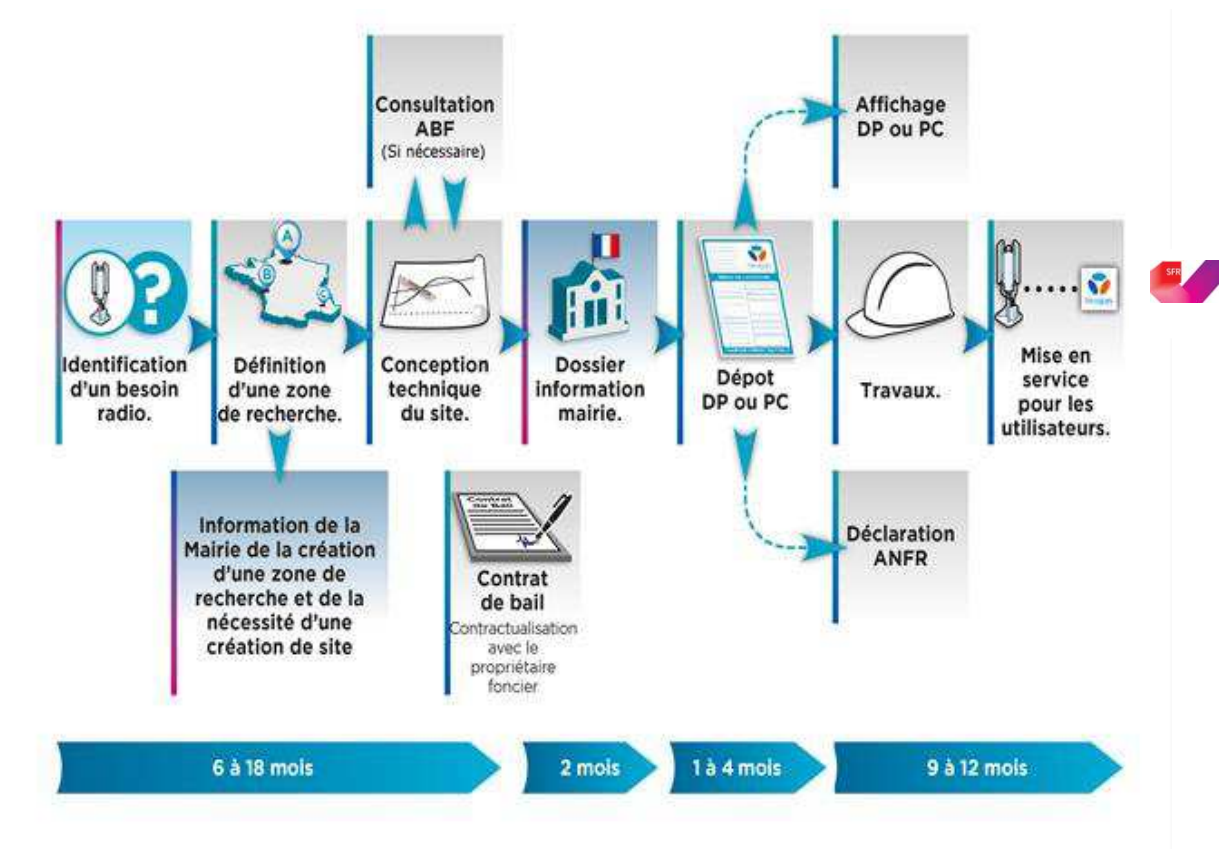 Consultation
ABF
(Si nécessaire)
Affichage
DP ou PC
A
B
C
Identification
d'un besoin
radio.
Définition
d'une zone
de recherche.
Conception
technique
du site.
Dossier
information
mairie.
Dépot
DP ou PC
Travaux.
Mise en
service
pour les
utilisateurs.
SFR
Information de la
Mairie de la création
d'une zone de
recherche et de la
nécessité d'une
création de site
Contrat
de Bail
Contrat
de bail
Contractualisation
avec le
propriétaire
foncier
Déclaration
ANFR
6 à 18 mois
2 mois
1 à 4 mois
9 à 12 mois